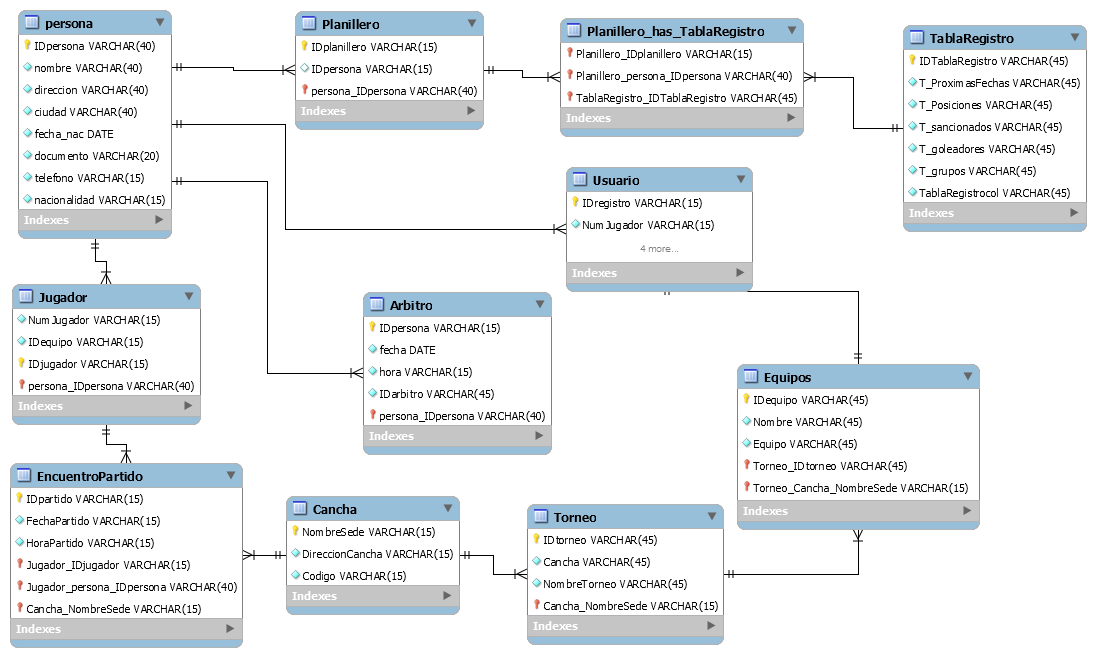 persona
IDpersona VARCHAR(40)
nombre VARCHAR(40)
direccion VARCHAR(40)
ciudad VARCHAR(40)
fecha_nac DATE
documento VARCHAR(20)
telefono VARCHAR(15)
nacionalidad VARCHAR(15)
Indexes
Planillero
IDplanillero VARCHAR(15)
IDpersona VARCHAR(15)
persona_IDpersona VARCHAR(40)
Indexes
Planillero_has_TablaRegistro
Planillero_IDplanillero VARCHAR(15)
Planillero_persona_IDpersona VARCHAR(40)
TablaRegistro_IDTablaRegistro VARCHAR(45)
Indexes
TablaRegistro
IDTablaRegistro VARCHAR(45)
T_ProximasFechas VARCHAR(45)
T_Posiciones VARCHAR(45)
T_sancionados VARCHAR(45)
T_goleadores VARCHAR(45)
T_grupos VARCHAR(45)
TablaRegistrocol VARCHAR(45)
Indexes
Usuario
IDregistro VARCHAR(15)
NumJugador VARCHAR(15)
4 more...
Indexes
Jugador
NumJugador VARCHAR(15)
IDequipo VARCHAR(15)
IDjugador VARCHAR(15)
persona_IDpersona VARCHAR(40)
Indexes
Arbitro
IDpersona VARCHAR(15)
fecha DATE
hora VARCHAR(15)
IDarbitro VARCHAR(45)
persona_IDpersona VARCHAR(40)
Indexes
Equipos
IDequipo VARCHAR(45)
Nombre VARCHAR(45)
Equipo VARCHAR(45)
Torneo_IDtorneo VARCHAR(45)
Torneo_Cancha_NombreSede VARCHAR(15)
Indexes
EncuentroPartido
IDpartido VARCHAR(15)
FechaPartido VARCHAR(15)
HoraPartido VARCHAR(15)
Jugador_IDjugador VARCHAR(15)
Jugador_persona_IDpersona VARCHAR(40)
Cancha_NombreSede VARCHAR(15)
Indexes
Cancha
NombreSede VARCHAR(15)
DireccionCancha VARCHAR(15)
Codigo VARCHAR(15)
Indexes
Torneo
IDtorneo VARCHAR(45)
Cancha VARCHAR(45)
NombreTorneo VARCHAR(45)
Cancha_NombreSede VARCHAR(15)
Indexes